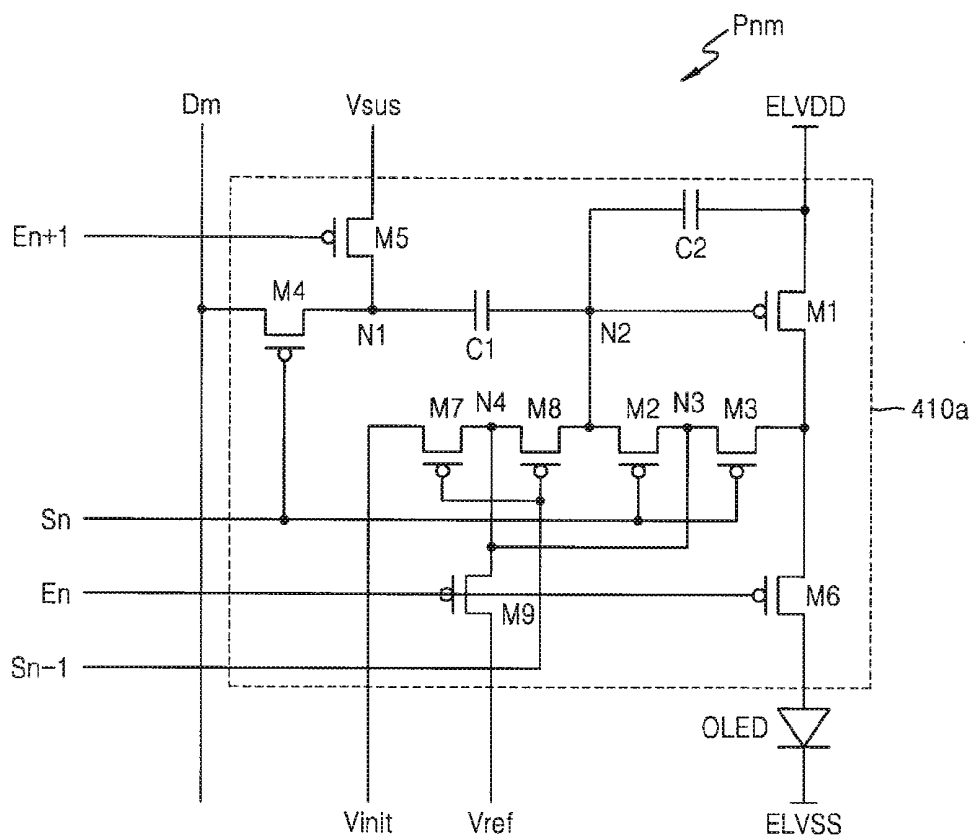 Pnm
Dm
Vsus
ELVDD
En+1
M5
C2
M4
M1
N1
C1
N2
M7
N4
M8
M2
N3
M3
410a
Sn
En
M9
M6
Sn-1
OLED
Vinit
Vref
ELVSS